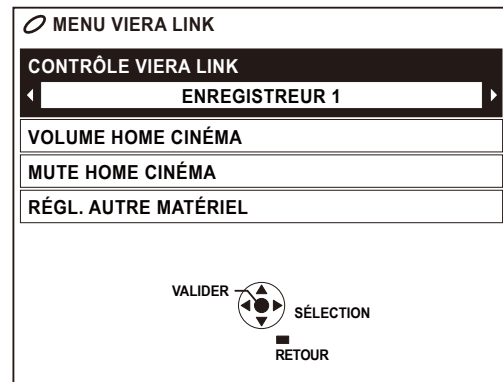 MENU VIERA LINK
CONTRÔLE VIERA LINK
ENREGISTREUR 1
VOLUME HOME CINÉMA
MUTE HOME CINÉMA
RÉGL. AUTRE MATÉRIEL
VALIDER
SÉLECTION
RETOUR